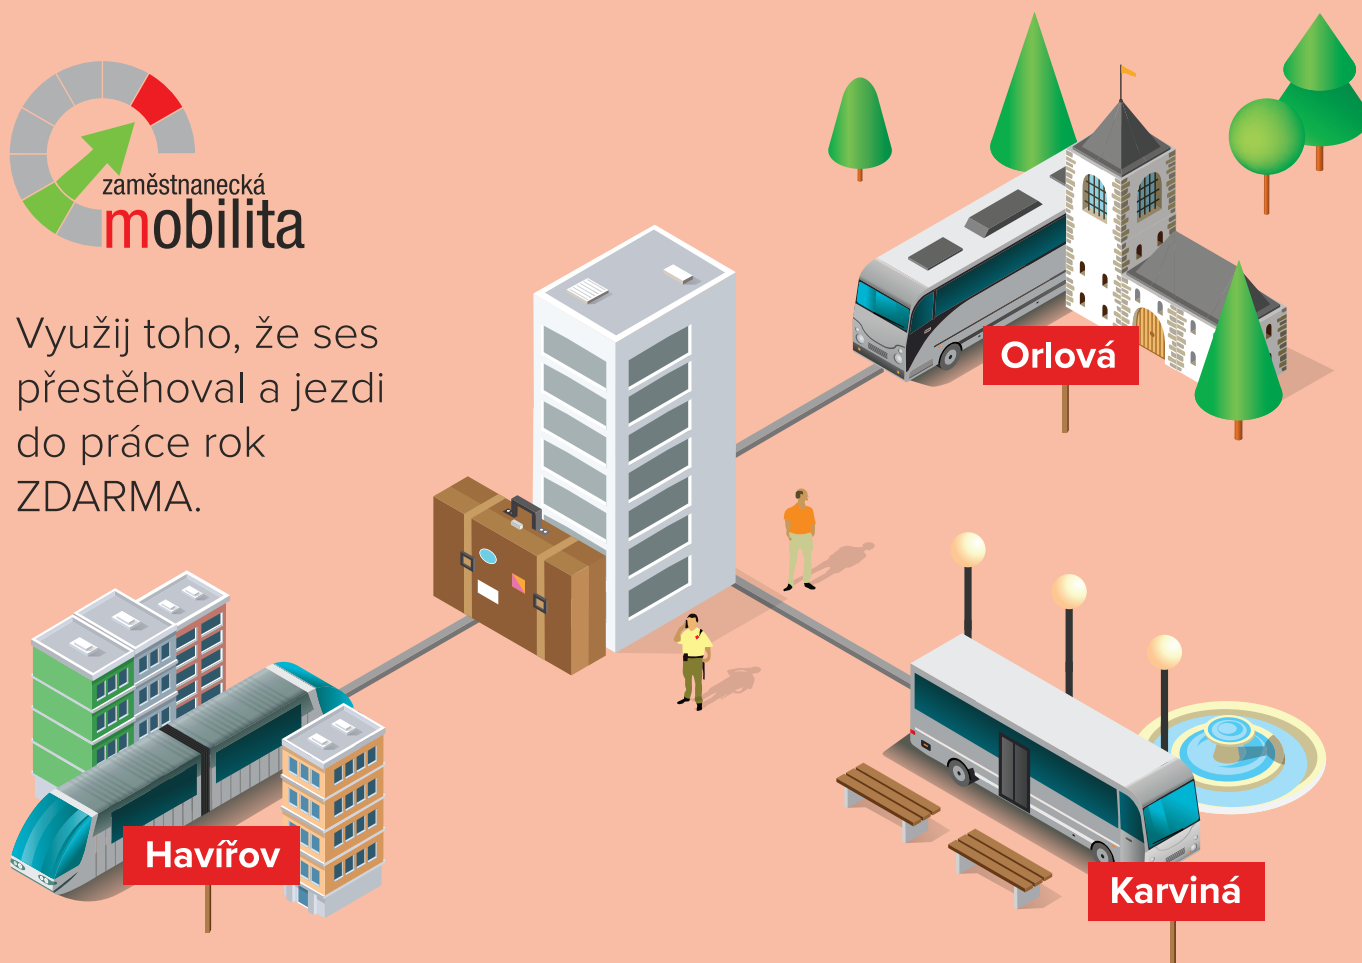 zaměstnanecká
mobilita
Využij toho, že ses
přestěhoval a jezdi
do práce rok
ZDARMA.
Orlová
Havířov
Karviná